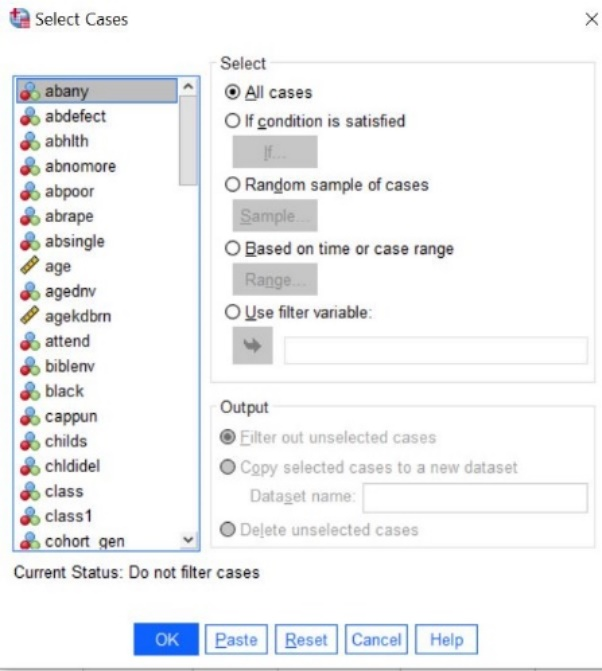 Select Cases
abany
abdefect
abhlth
abnomore
abpoor
abrape
absingle
age
agednv
agekdbrn
attend
biblenv
black
cappun
childs
chldidel
class
class1
cohort_gen
Select
All cases
If condition is satisfied
If...
Random sample of cases
Sample...
Based on time or case range
Range...
Use filter variable:
Output
Filter out unselected cases
Copy selected cases to a new dataset
Dataset name:
Delete unselected cases
Current Status: Do not filter cases
OK Paste Reset Cancel Help